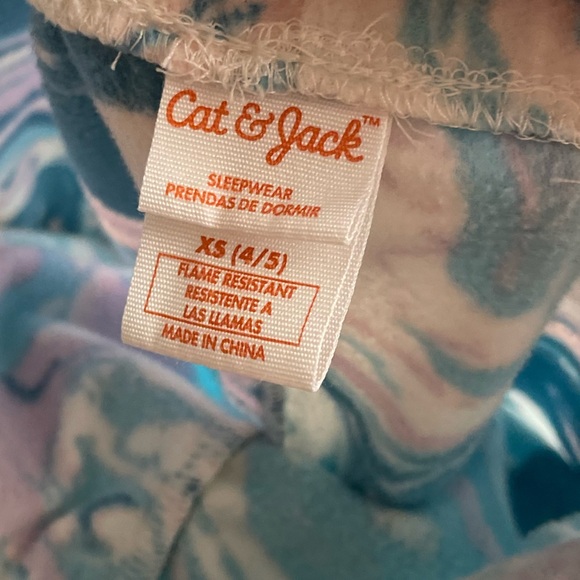 Cat & Jack™
SLEEPWEAR
PRENDAS DE DORMIR
XS (4/5)
FLAME RESISTANT
RESISTENTE A
LAS LLAMAS
MADE IN CHINA